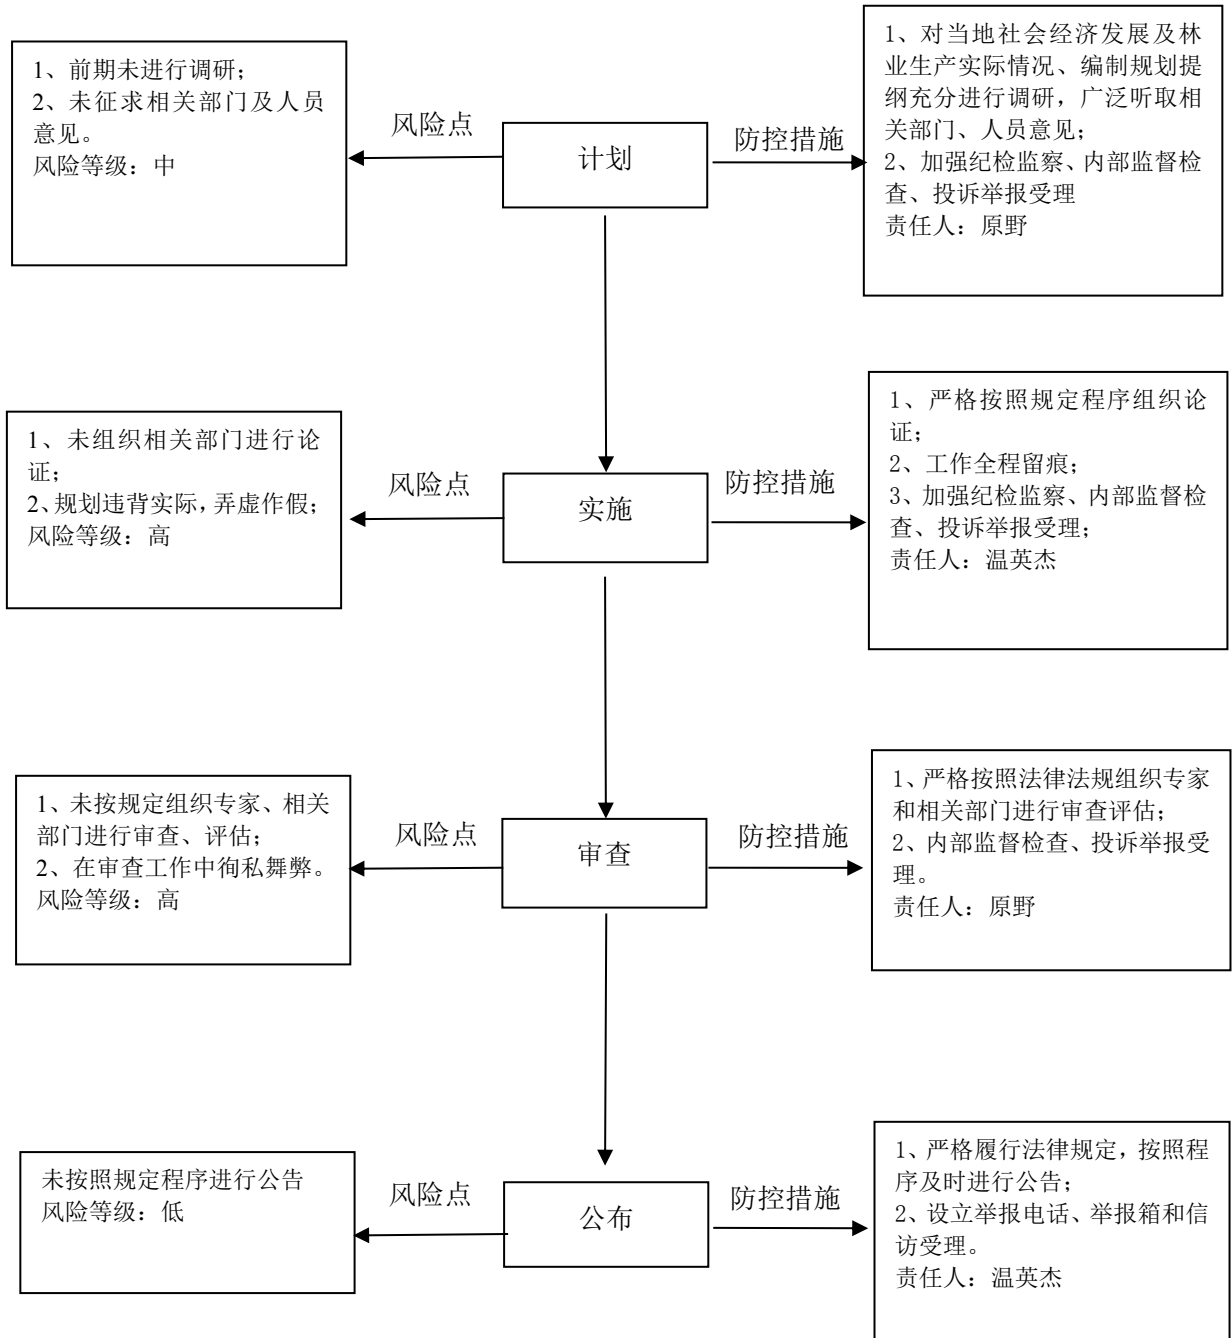 1、前期未进行调研；
2、未征求相关部门及人员
意见。
风险等级：中
风险点
计划
防控措施
1、对当地社会经济发展及林
业生产实际情况、编制规划提
纲充分进行调研，广泛听取相
关部门、人员意见；
2、加强纪检监察、内部监督检
查、投诉举报受理
责任人：原野
1、未组织相关部门进行论
证；
2、规划违背实际，弄虚作假；
风险等级：高
风险点
实施
防控措施
1、严格按照规定程序组织论
证；
2、工作全程留痕；
3、加强纪检监察、内部监督检
查、投诉举报受理；
责任人：温英杰
1、未按规定组织专家、相关
部门进行审查、评估；
2、在审查工作中徇私舞弊。
风险等级：高
风险点
审查
防控措施
1、严格按照法律法规组织专家
和相关部门进行审查评估；
2、内部监督检查、投诉举报受
理。
责任人：原野
未按照规定程序进行公告
风险等级：低
风险点
公布
防控措施
1、严格履行法律规定，按照程
序及时进行公告；
2、设立举报电话、举报箱和信
访受理。
责任人：温英杰